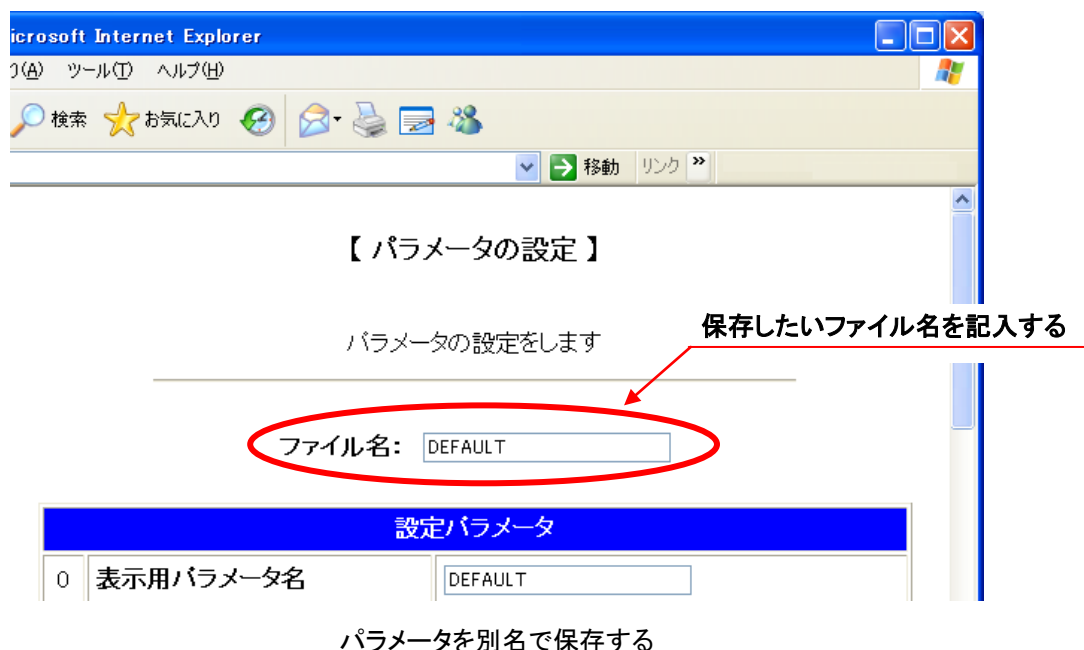 icrosoft Internet Explorer
り(A) ツール(T) ヘルプ(H)
検索 お気に入り
移動 リンク »
【 パラメータの設定 】
保存したいファイル名を記入する
パラメータの設定をします
ファイル名: DEFAULT
設定パラメータ
0 表示用パラメータ名 DEFAULT
パラメータを別名で保存する